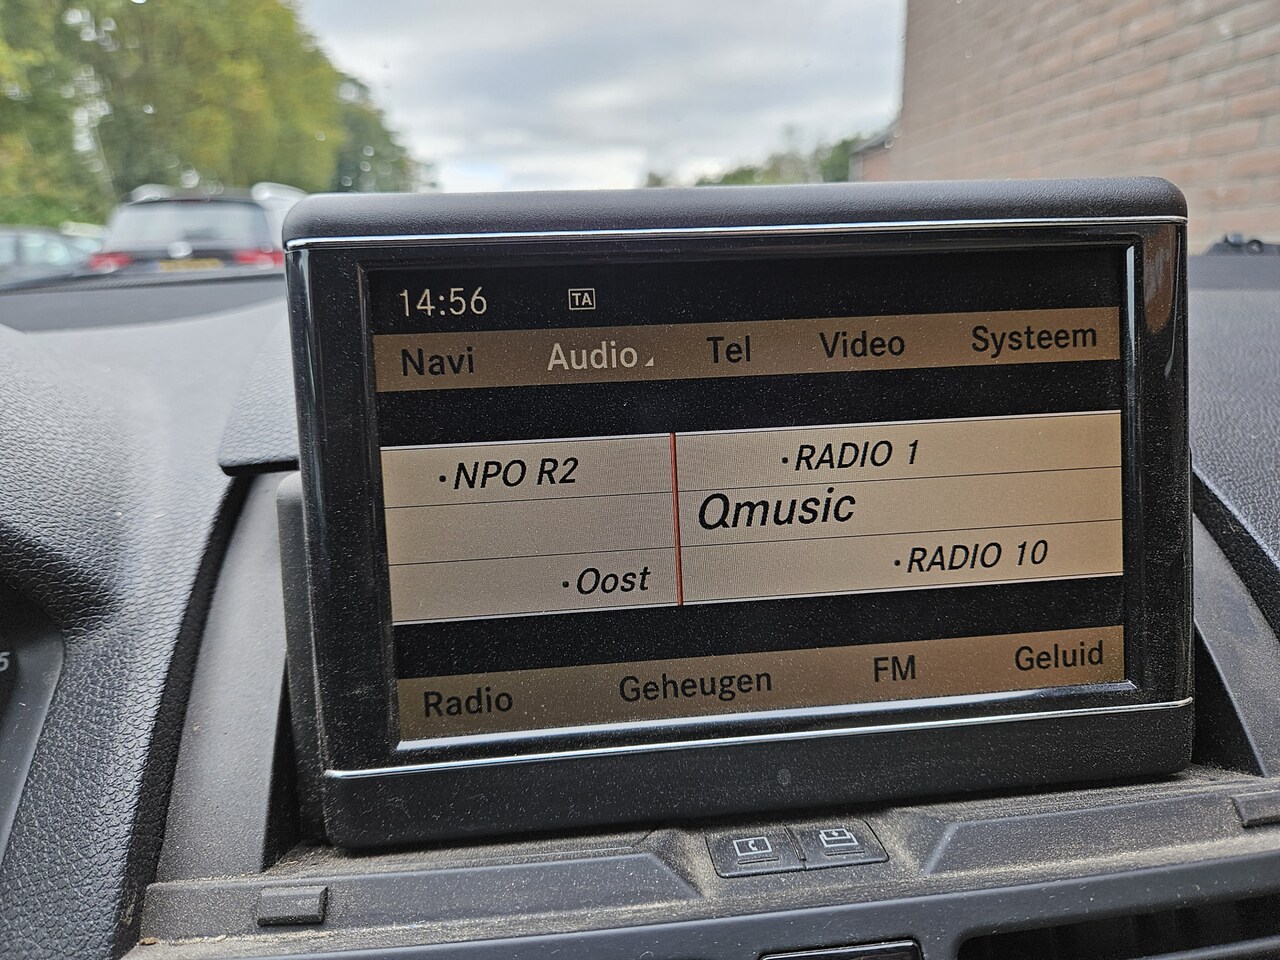 14:56 TA
Navi Audio Tel Video Systeem
·NPO R2 ·RADIO 1
Qmusic
·Oost ·RADIO 10
Radio Geheugen FM Geluid
5